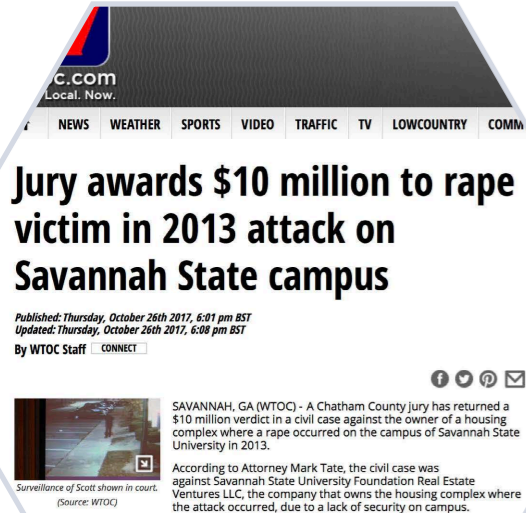 c.com
Local. Now.
NEWS WEATHER SPORTS VIDEO TRAFFIC TV LOWCOUNTRY
Jury awards $10 million to rape
victim in 2013 attack on
Savannah State campus
Published: Thursday, October 26th 2017, 6:01 pm BST
Updated: Thursday, October 26th 2017, 6:08 pm BST
By WTOC Staff CONNECT
SAVANNAH, GA (WTOC) - A Chatham County jury has returned a
$10 million verdict in a civil case against the owner of a housing
complex where a rape occurred on the campus of Savannah State
University in 2013.
According to Attorney Mark Tate, the civil case was
against Savannah State University Foundation Real Estate
Ventures LLC, the company that owns the housing complex where
the attack occurred, due to a lack of security on campus.
Surveillance of Scott shown in court.
(Source: WTOC)